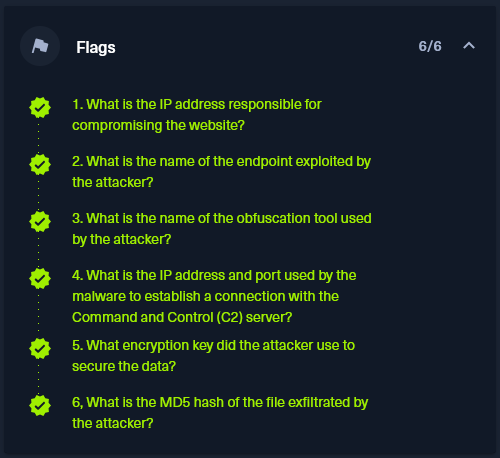 Flags
6/6
1. What is the IP address responsible for
compromising the website?
2. What is the name of the endpoint exploited by
the attacker?
3. What is the name of the obfuscation tool used
by the attacker?
4. What is the IP address and port used by the
malware to establish a connection with the
Command and Control (C2) server?
5. What encryption key did the attacker use to
secure the data?
6, What is the MD5 hash of the file exfiltrated by
the attacker?